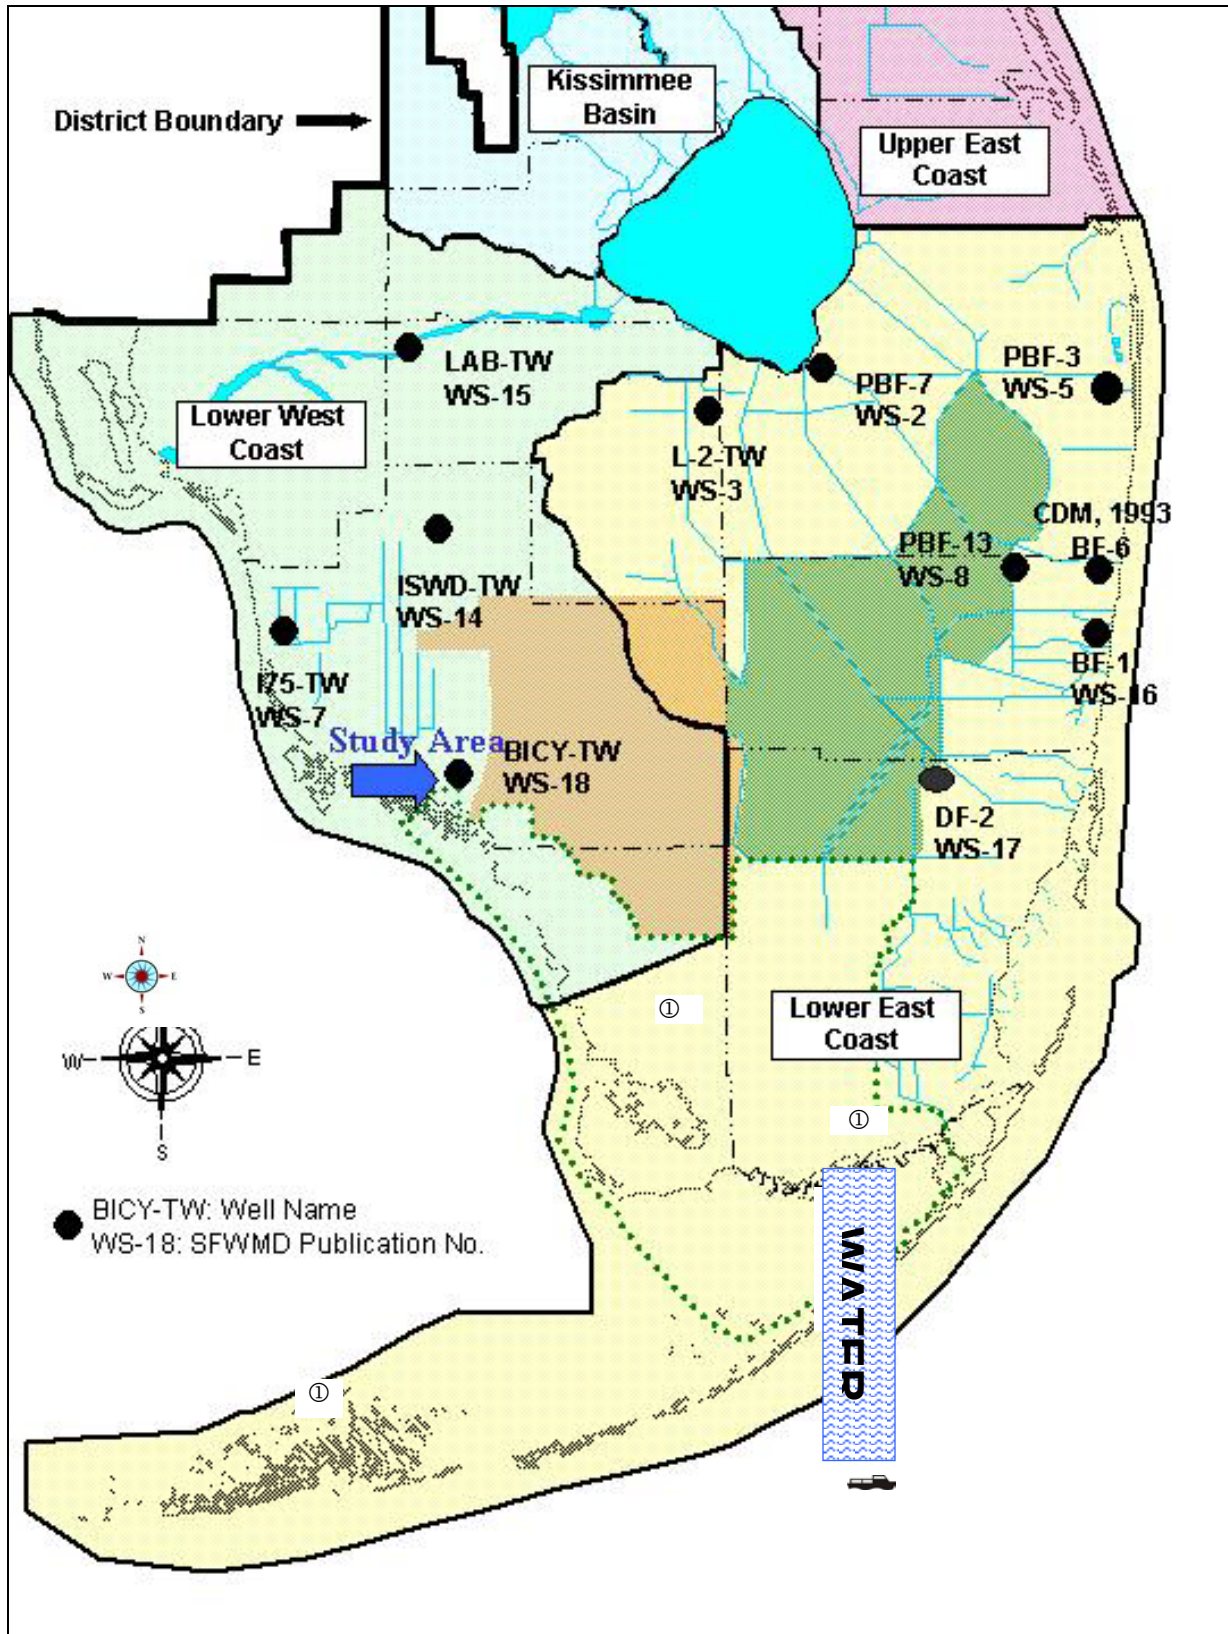 Kissimmee
Basin
District Boundary
Upper East
Coast
LAB-TW
WS-15
PBF-3
WS-5
PBF-7
WS-2
Lower West
Coast
L-2-TW
WS-3
CDM, 1993
BF-6
PBF-13
WS-8
ISWD-TW
WS-14
BF-1
WS-16
I75-TW
WS-7
Study Area
BICY-TW
WS-18
DF-2
WS-17
N
W E
S
①
Lower East
Coast
W E
S
①
BICY-TW: Well Name
WS-18: SFWMD Publication No.
WATER
①